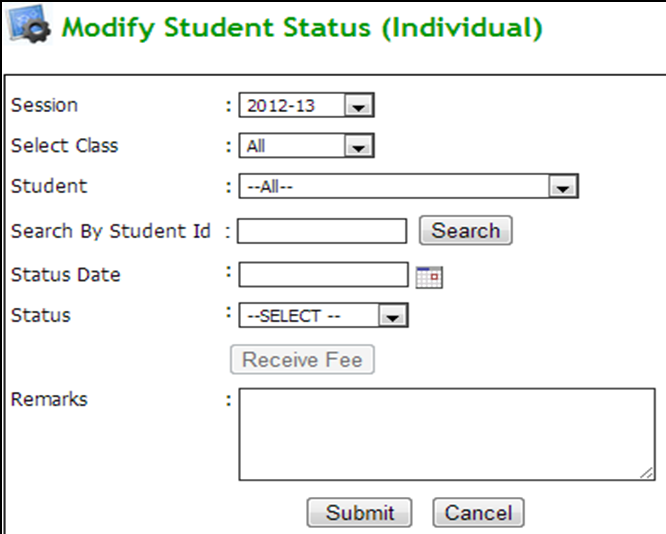 Modify Student Status (Individual)
Session : 2012-13
Select Class : All
Student : --All--
Search By Student Id : Search
Status Date :
Status : --SELECT --
Receive Fee
Remarks :
Submit Cancel